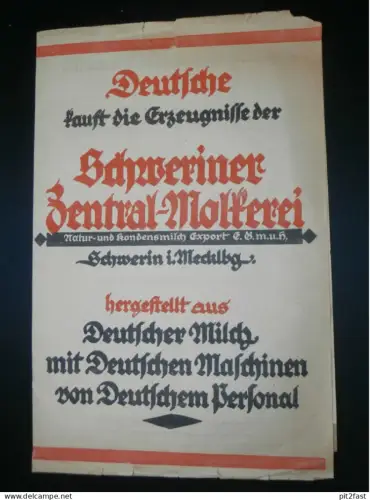 Deutsche
kauft die Erzeugnisse der
Schweriner
Zentral-Molkerei
Natur- und Kondensmilch Export E.G.m.u.H.
Schwerin i. Mecklbg.
hergestellt aus
Deutscher Milch
mit Deutschen Maschinen
von Deutschem Personal
www.delcampe.net
pit2fast